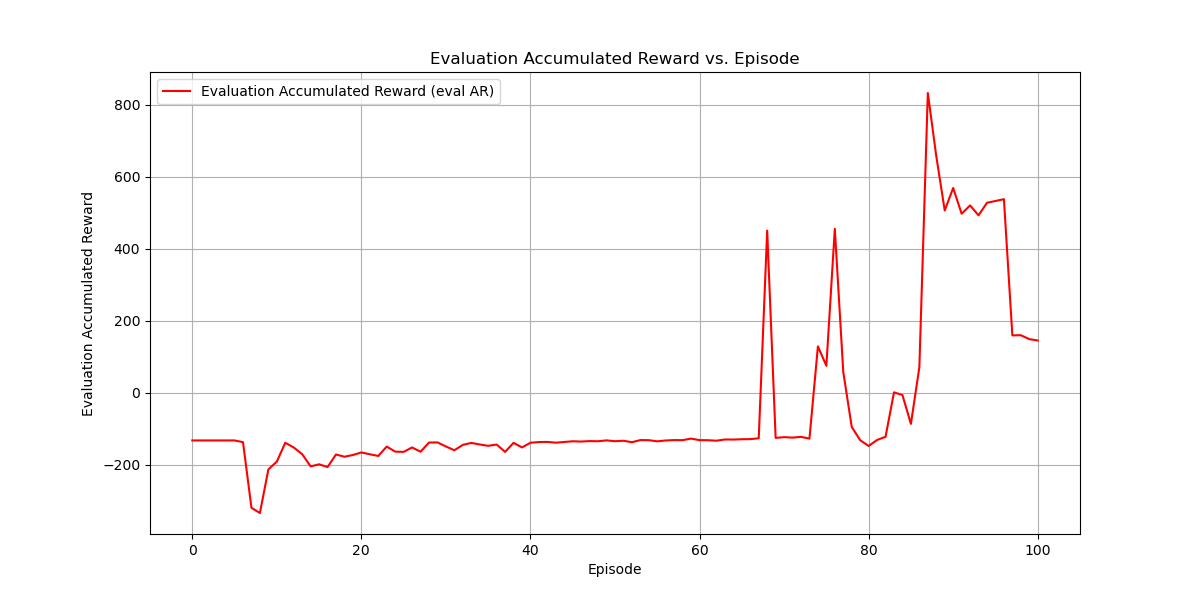 Evaluation Accumulated Reward vs. Episode
Evaluation Accumulated Reward (eval AR)
Evaluation Accumulated Reward
800
600
400
200
0
−200
0 20 40 60 80 100
Episode